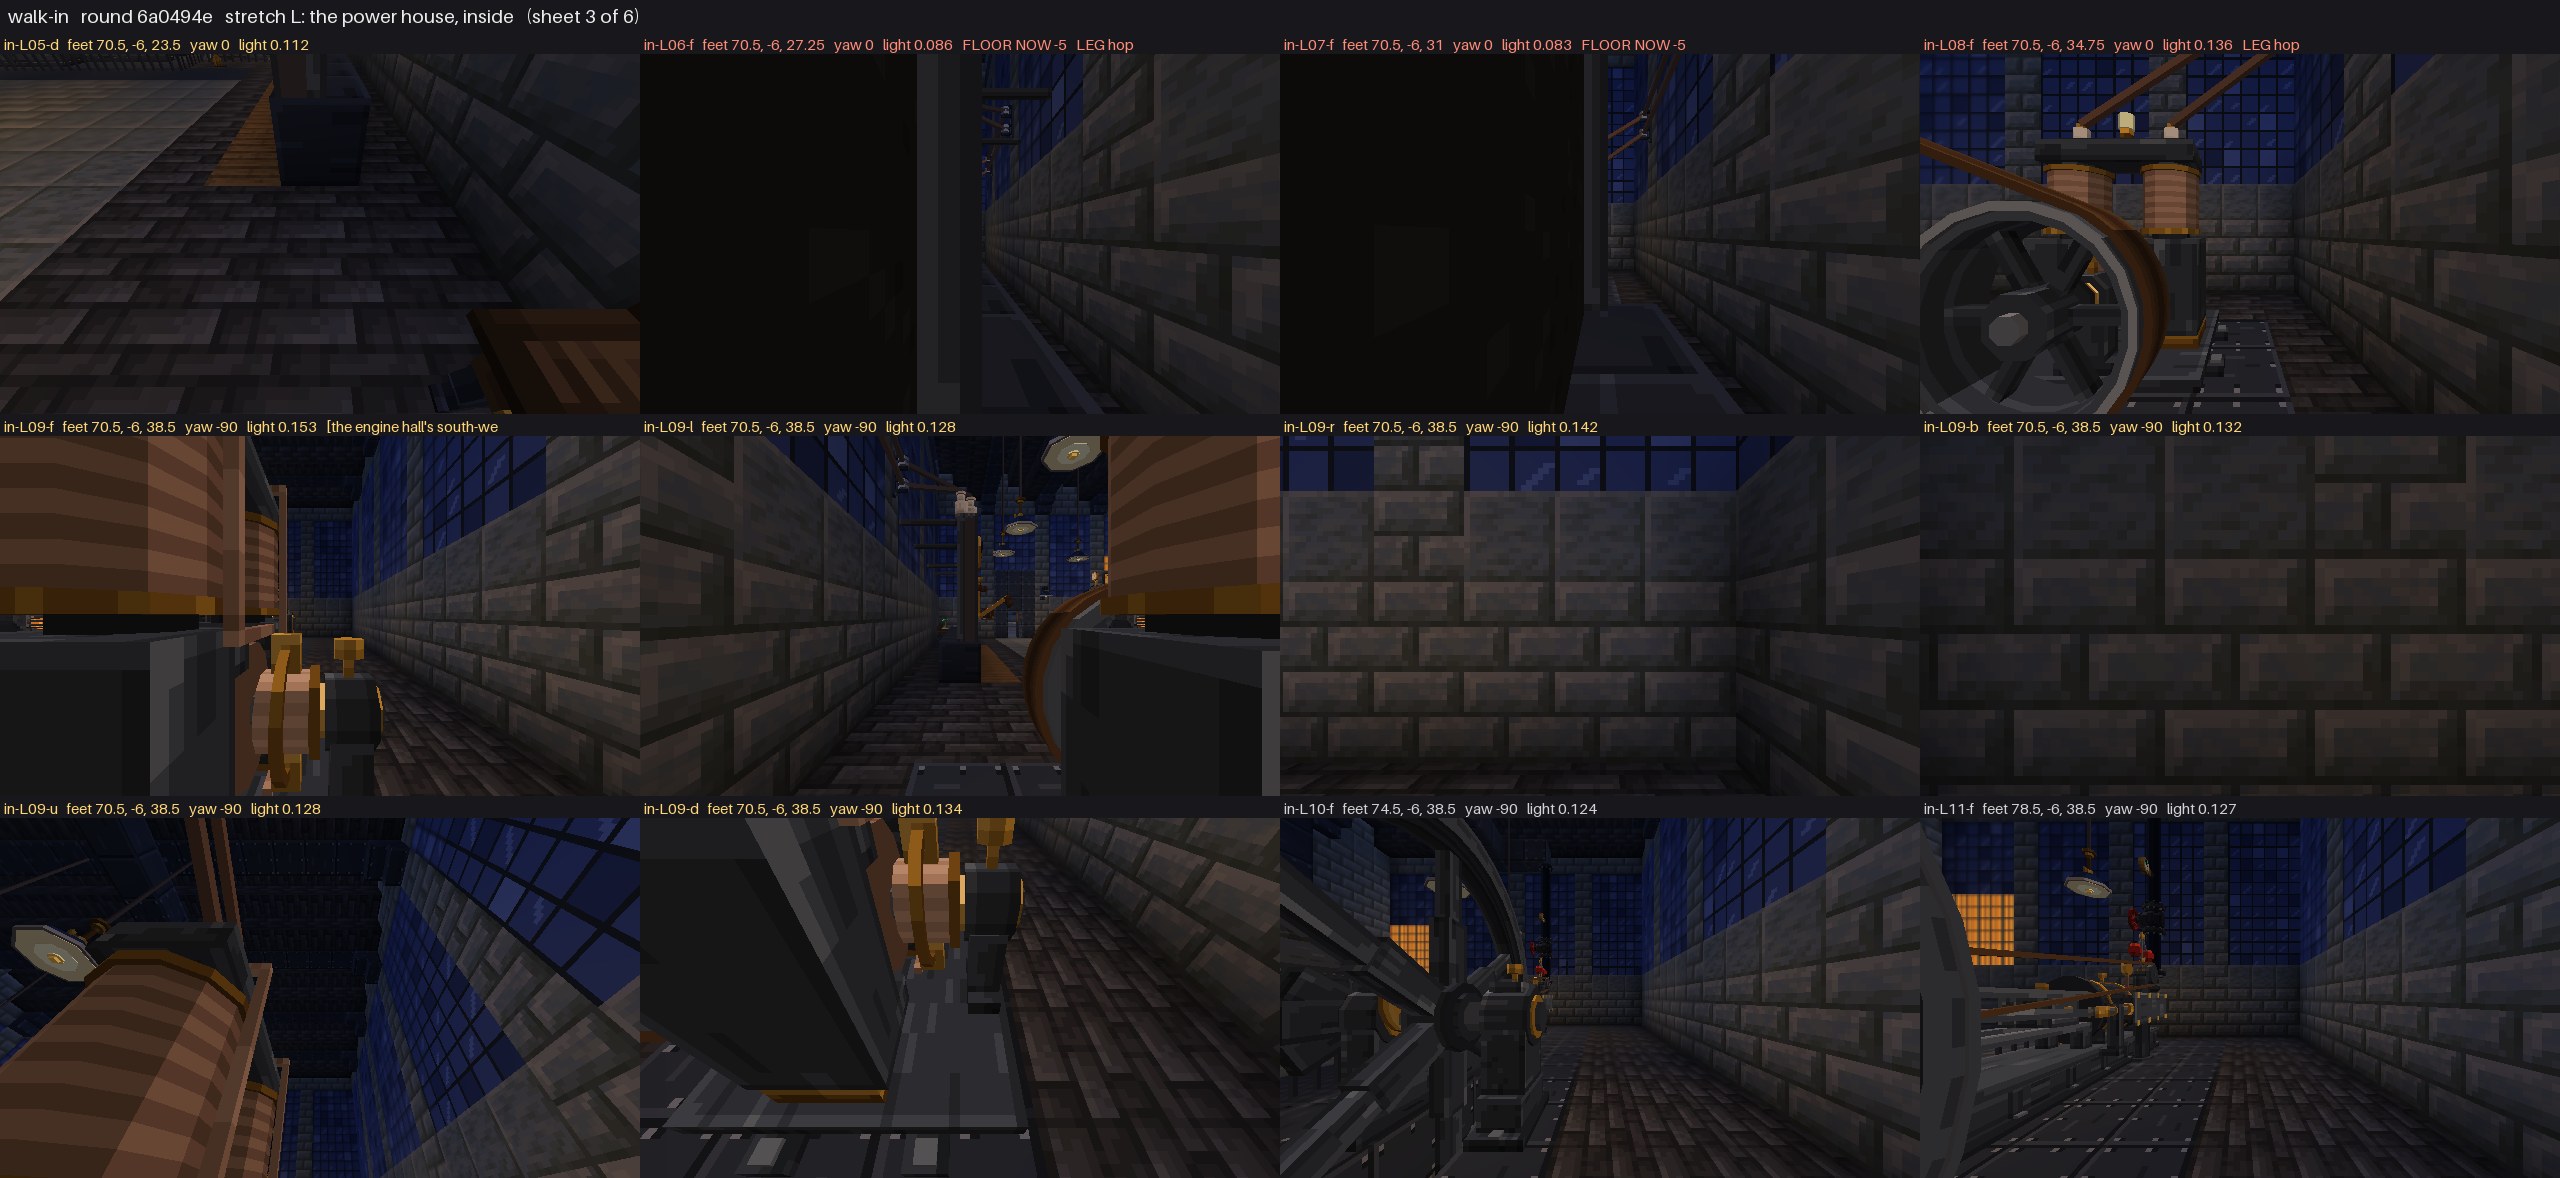 walk-in round 6a0494e stretch L: the power house, inside (sheet 3 of 6)
in-L05-d feet 70.5, -6, 23.5 yaw 0 light 0.112
in-L06-f feet 70.5, -6, 27.25 yaw 0 light 0.086 FLOOR NOW -5 LEG hop
in-L07-f feet 70.5, -6, 31 yaw 0 light 0.083 FLOOR NOW -5
in-L08-f feet 70.5, -6, 34.75 yaw 0 light 0.136 LEG hop
in-L09-f feet 70.5, -6, 38.5 yaw -90 light 0.153 [the engine hall's south-we
in-L09-l feet 70.5, -6, 38.5 yaw -90 light 0.128
in-L09-r feet 70.5, -6, 38.5 yaw -90 light 0.142
in-L09-b feet 70.5, -6, 38.5 yaw -90 light 0.132
in-L09-u feet 70.5, -6, 38.5 yaw -90 light 0.128
in-L09-d feet 70.5, -6, 38.5 yaw -90 light 0.134
in-L10-f feet 74.5, -6, 38.5 yaw -90 light 0.124
in-L11-f feet 78.5, -6, 38.5 yaw -90 light 0.127